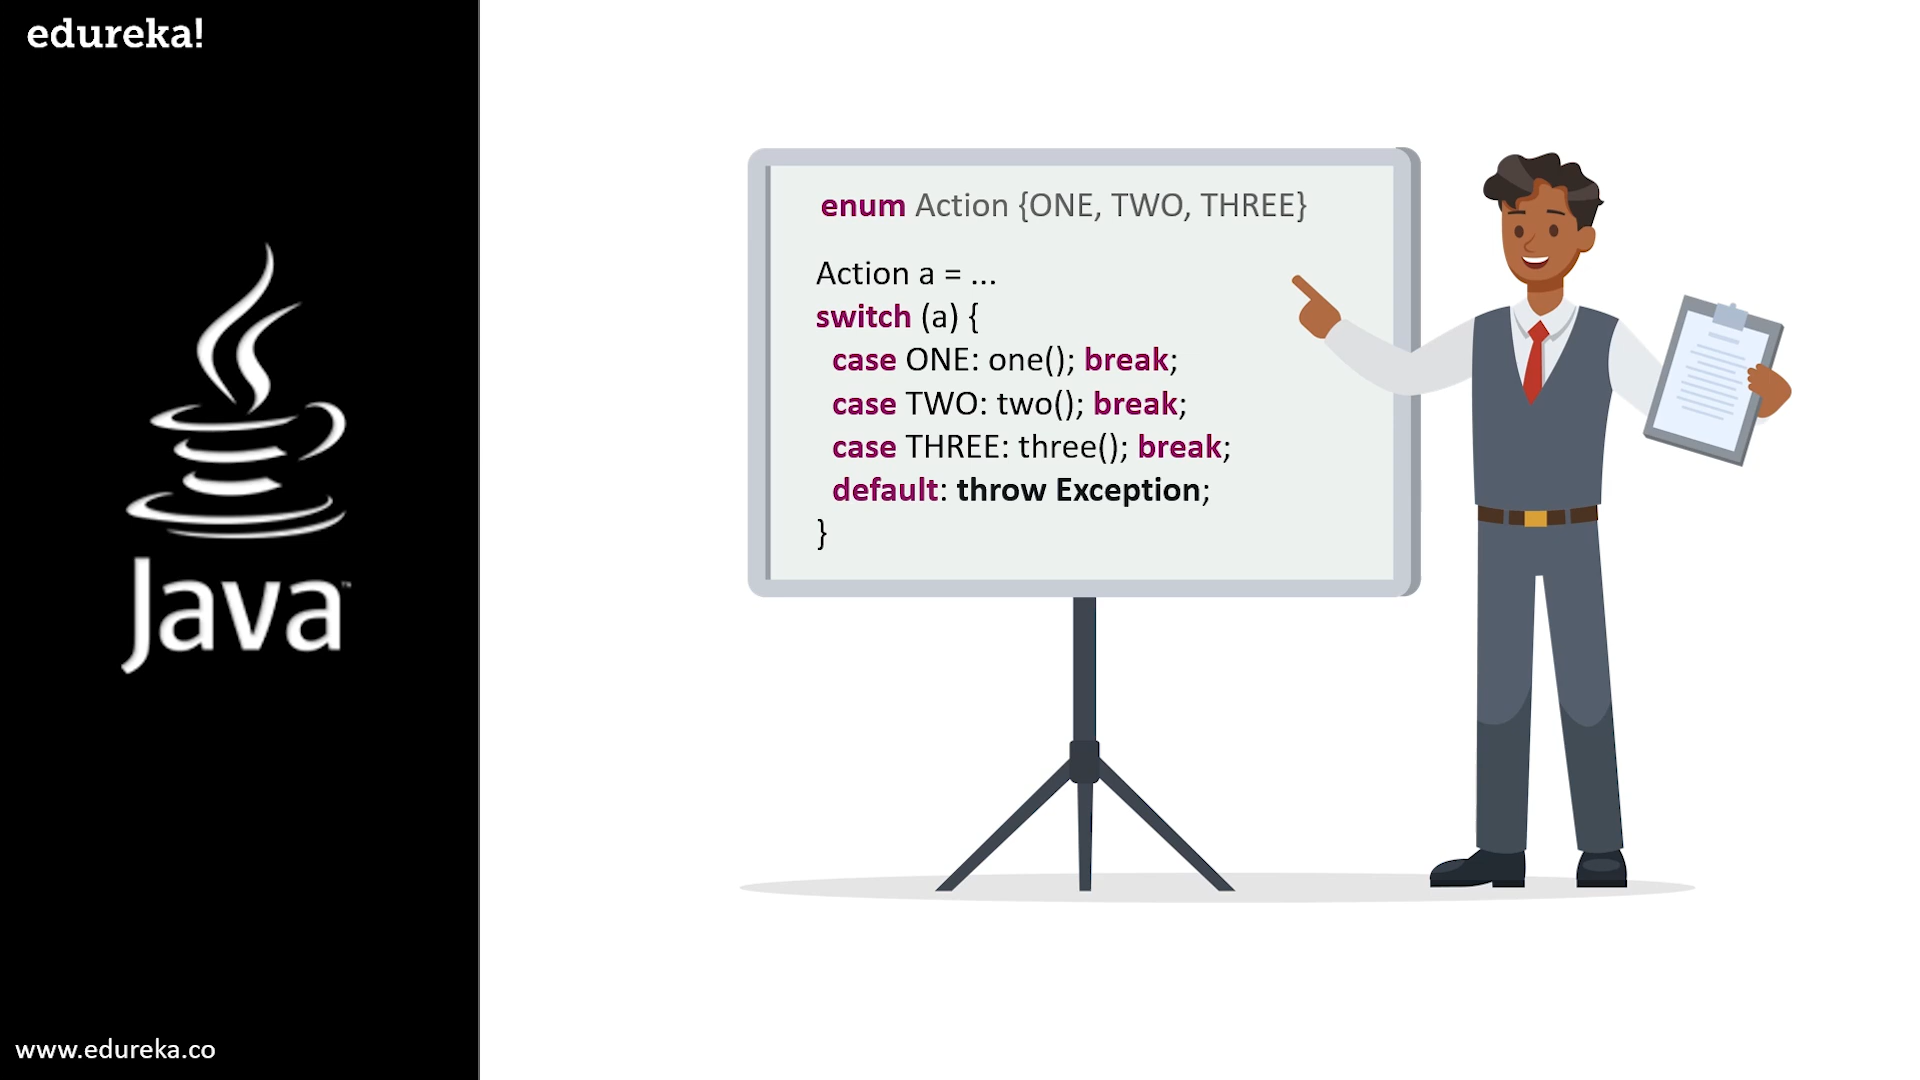 edureka!
Java™
www.edureka.co
enum Action {ONE, TWO, THREE}
Action a = ...
switch (a) {
case ONE: one(); break;
case TWO: two(); break;
case THREE: three(); break;
default: throw Exception;
}